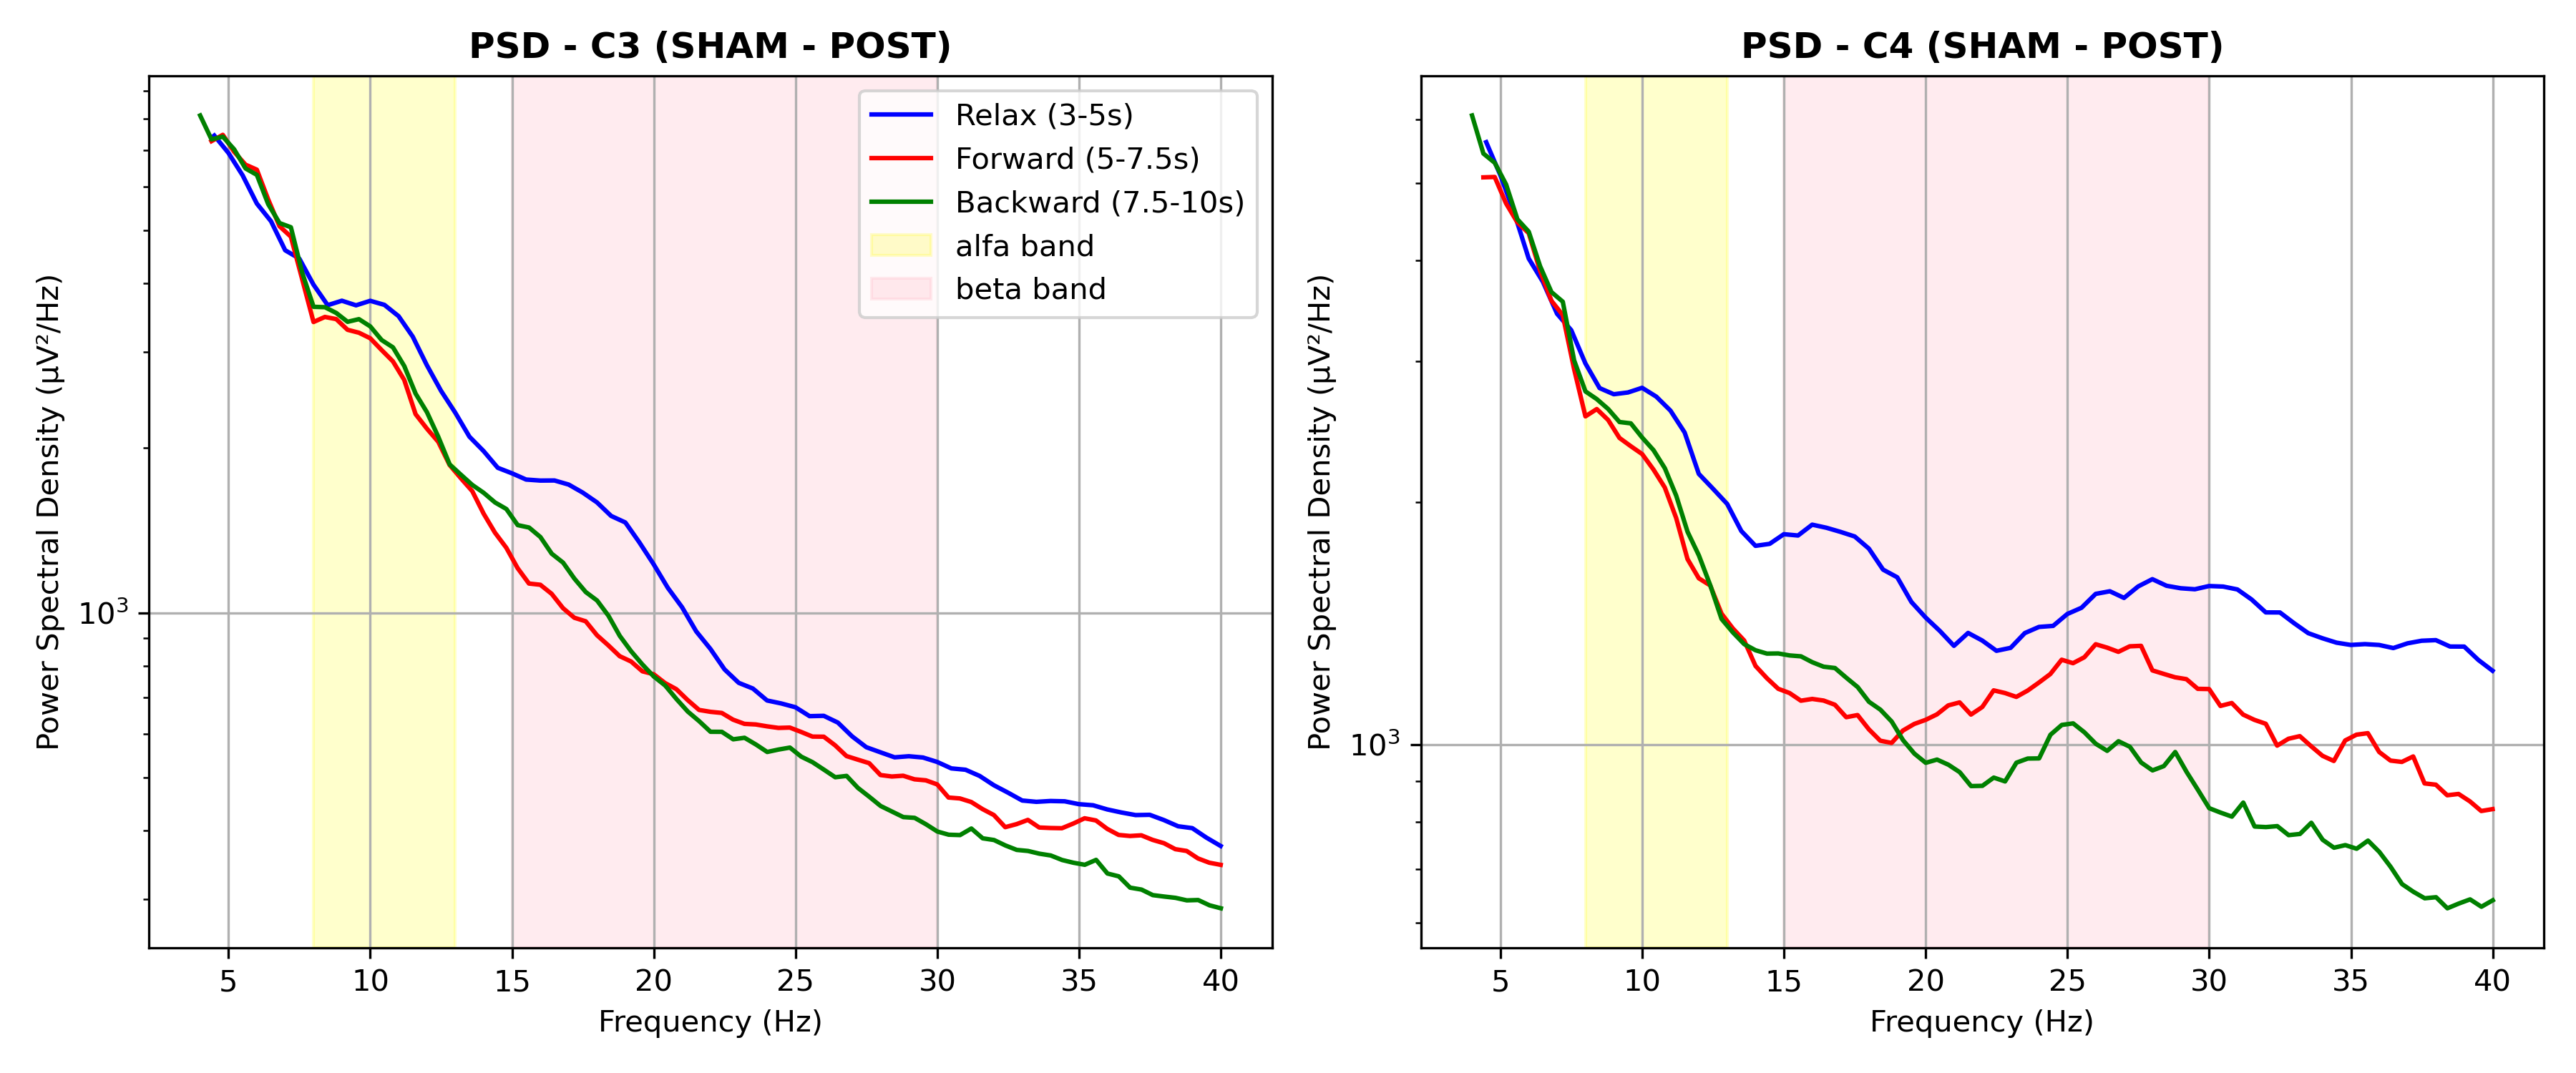 PSD - C3 (SHAM - POST)
Power Spectral Density (μV²/Hz)
10³
Relax (3-5s)
Forward (5-7.5s)
Backward (7.5-10s)
alfa band
beta band
5 10 15 20 25 30 35 40
Frequency (Hz)
PSD - C4 (SHAM - POST)
Power Spectral Density (μV²/Hz)
10³
5 10 15 20 25 30 35 40
Frequency (Hz)